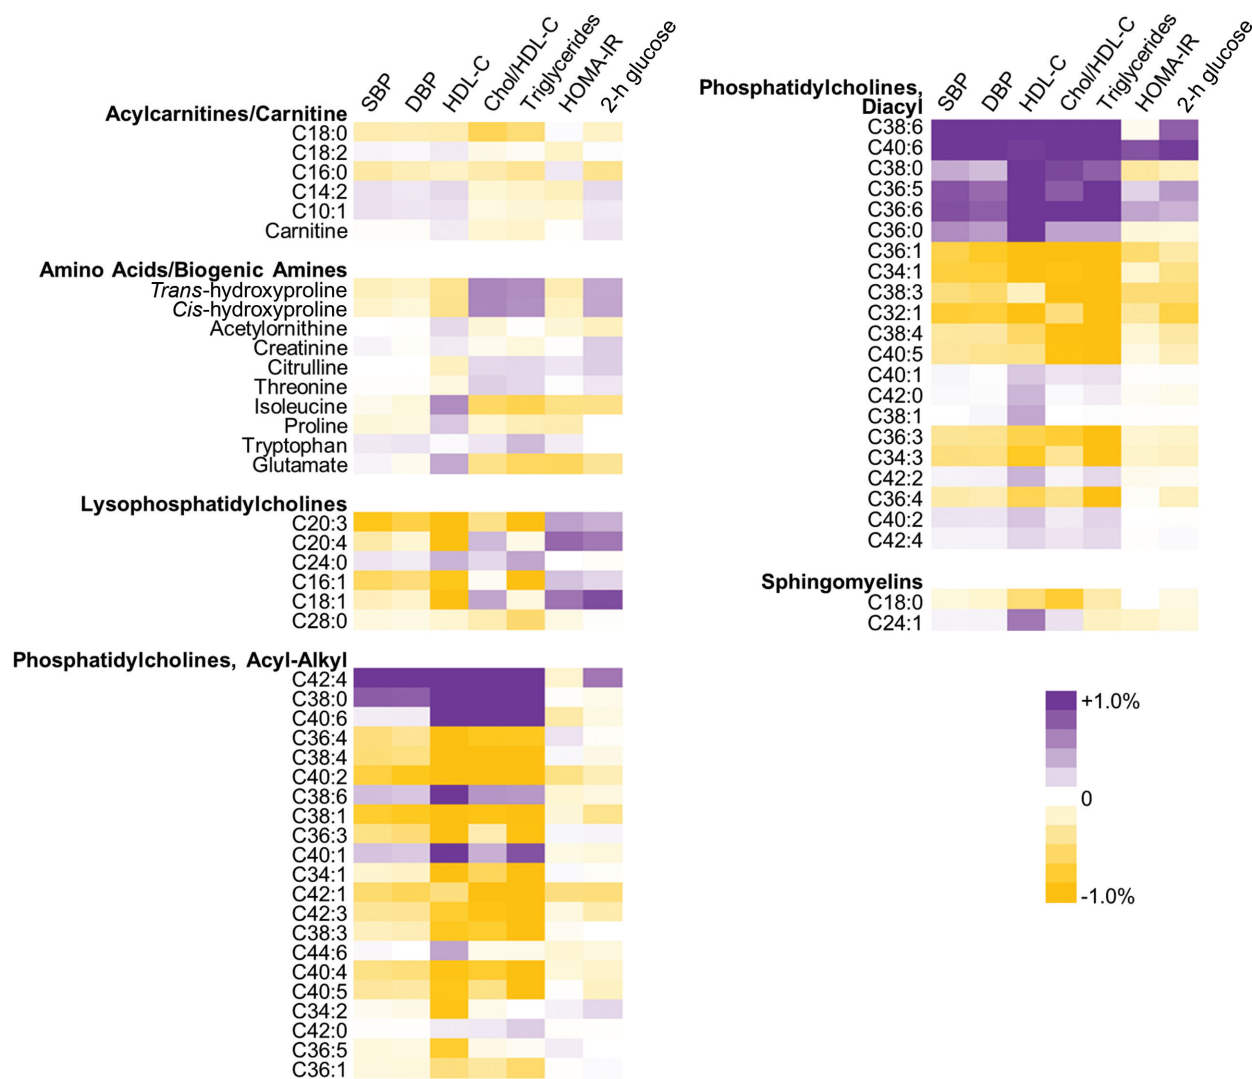 SBP
DBP
HDL-C
Chol/HDL-C
Triglycerides
HOMA-IR
2-h glucose
Acylcarnitines/Carnitine
C18:0
C18:2
C16:0
C14:2
C10:1
Carnitine
Amino Acids/Biogenic Amines
Trans-hydroxyproline
Cis-hydroxyproline
Acetylornithine
Creatinine
Citrulline
Threonine
Isoleucine
Proline
Tryptophan
Glutamate
Lysophosphatidylcholines
C20:3
C20:4
C24:0
C16:1
C18:1
C28:0
Phosphatidylcholines, Acyl-Alkyl
C42:4
C38:0
C40:6
C36:4
C38:4
C40:2
C38:6
C38:1
C36:3
C40:1
C34:1
C42:1
C42:3
C38:3
C44:6
C40:4
C40:5
C34:2
C42:0
C36:5
C36:1
SBP
DBP
HDL-C
Chol/HDL-C
Triglycerides
HOMA-IR
2-h glucose
Phosphatidylcholines,
Diacyl
C38:6
C40:6
C38:0
C36:5
C36:6
C36:0
C36:1
C34:1
C38:3
C32:1
C38:4
C40:5
C40:1
C42:0
C38:1
C36:3
C34:3
C42:2
C36:4
C40:2
C42:4
Sphingomyelins
C18:0
C24:1
+1.0%
0
-1.0%